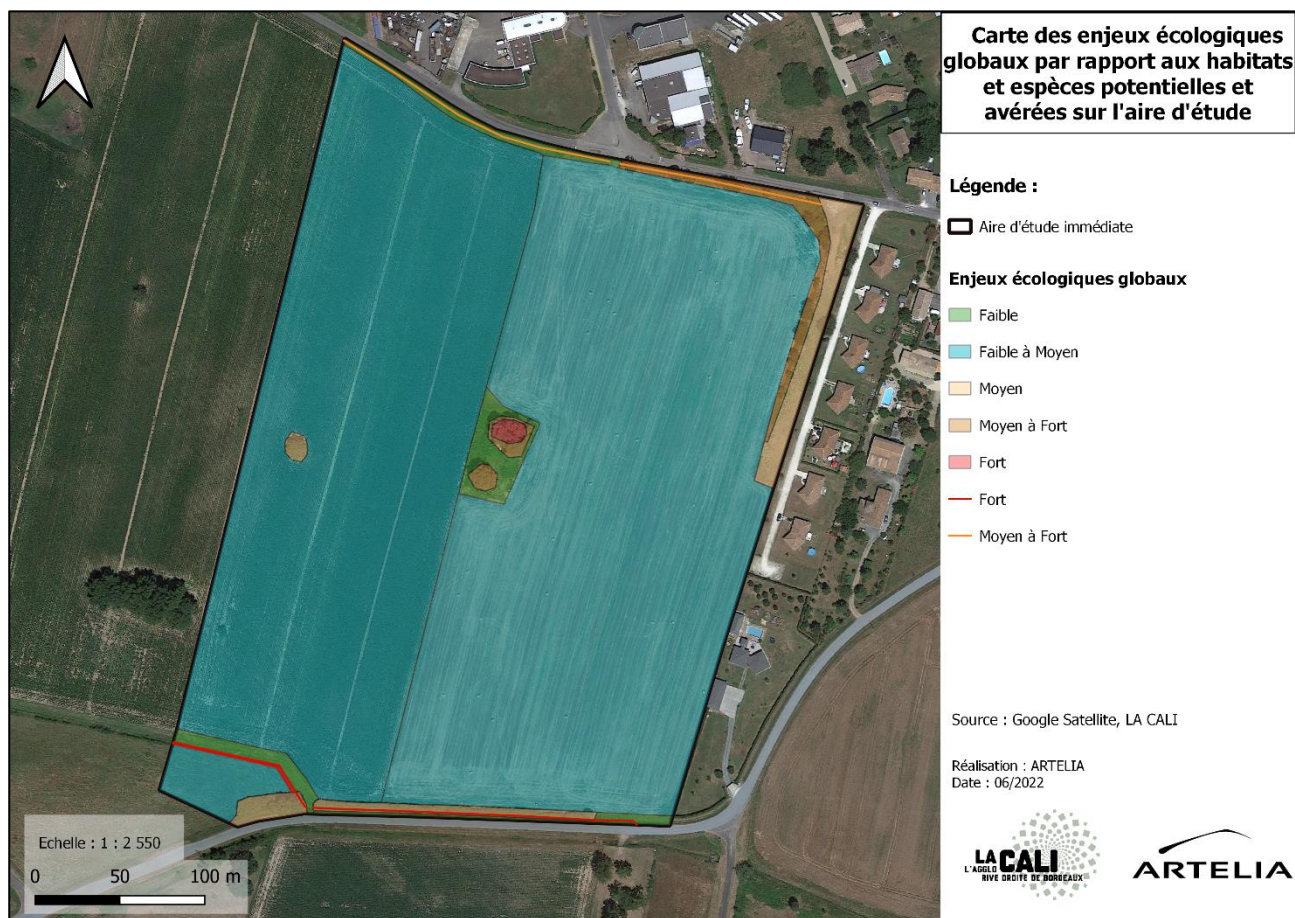 Carte des enjeux écologiques
globaux par rapport aux habitats
et espèces potentielles et
avérées sur l'aire d'étude
Légende :
Aire d'étude immédiate
Enjeux écologiques globaux
Faible
Faible à Moyen
Moyen
Moyen à Fort
Fort
Fort
Moyen à Fort
Source : Google Satellite, LA CALI
Réalisation : ARTELIA
Date : 06/2022
LA CALI
L'AGGLO
RIVE DROITE DE BORDEAUX
ARTELIA
Echelle : 1 : 2 550
0 50 100 m